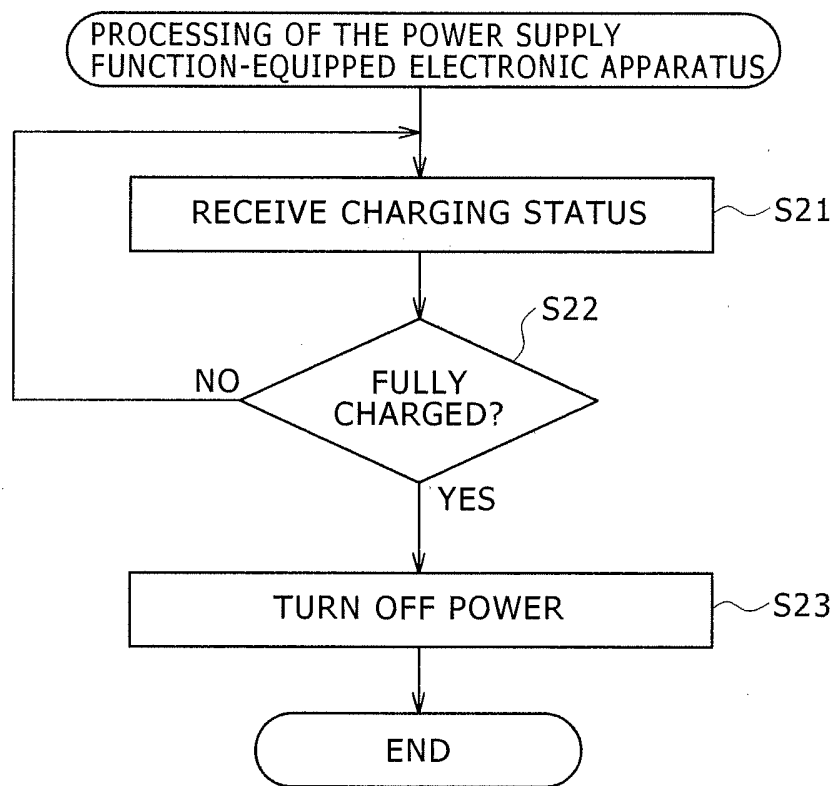 PROCESSING OF THE POWER SUPPLY
FUNCTION-EQUIPPED ELECTRONIC APPARATUS
RECEIVE CHARGING STATUS
S21
S22
NO
FULLY
CHARGED?
YES
TURN OFF POWER
S23
END